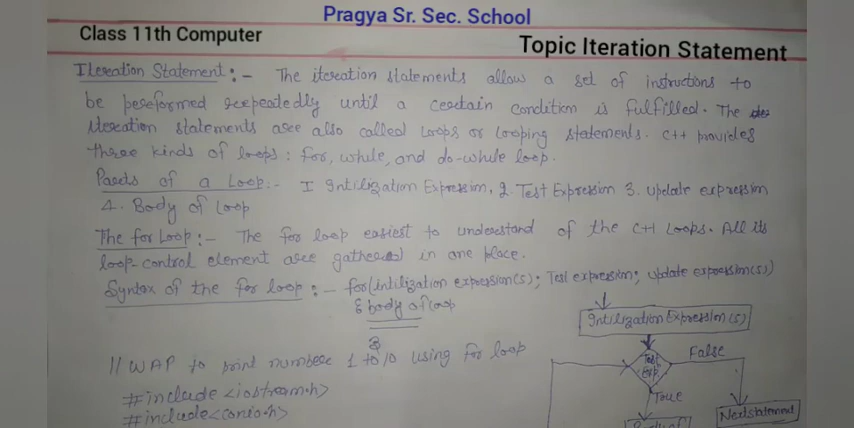 Pragya Sr. Sec. School
Class 11th Computer
Topic Iteration Statement
Iteration Statement :- The iteration statements allow a set of instructions to
be performed repeatedly until a certain condition is fulfilled. The
iteration statements are also called loops or looping statements. C++ provides
three kinds of loops: for, while, and do-while loop.
Parts of a Loop:- 1 Intilization Expression, 2. Test Expression 3. update expression
4. Body of Loop
The for Loop :- The for loop easiest to understand of the C++ Loops. All its
loop-control element are gathered in one place.
Syntax of the for loop :- for(intilization expression(s); Test expression; update expression(s))
{ body of loop
}
Intilization Expression(s)
// WAP to print number 1 to 10 using for loop
Test Exp.
False
#include <iostream.h>
True
#include<conio.h>
Next statement
Body of